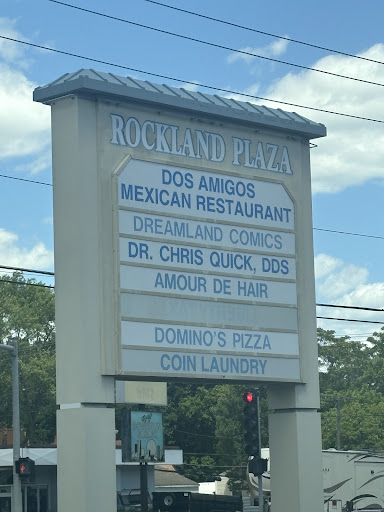 ROCKLAND PLAZA
DOS AMIGOS
MEXICAN RESTAURANT
DREAMLAND COMICS
DR. CHRIS QUICK, DDS
AMOUR DE HAIR
DOMINO'S PIZZA
COIN LAUNDRY